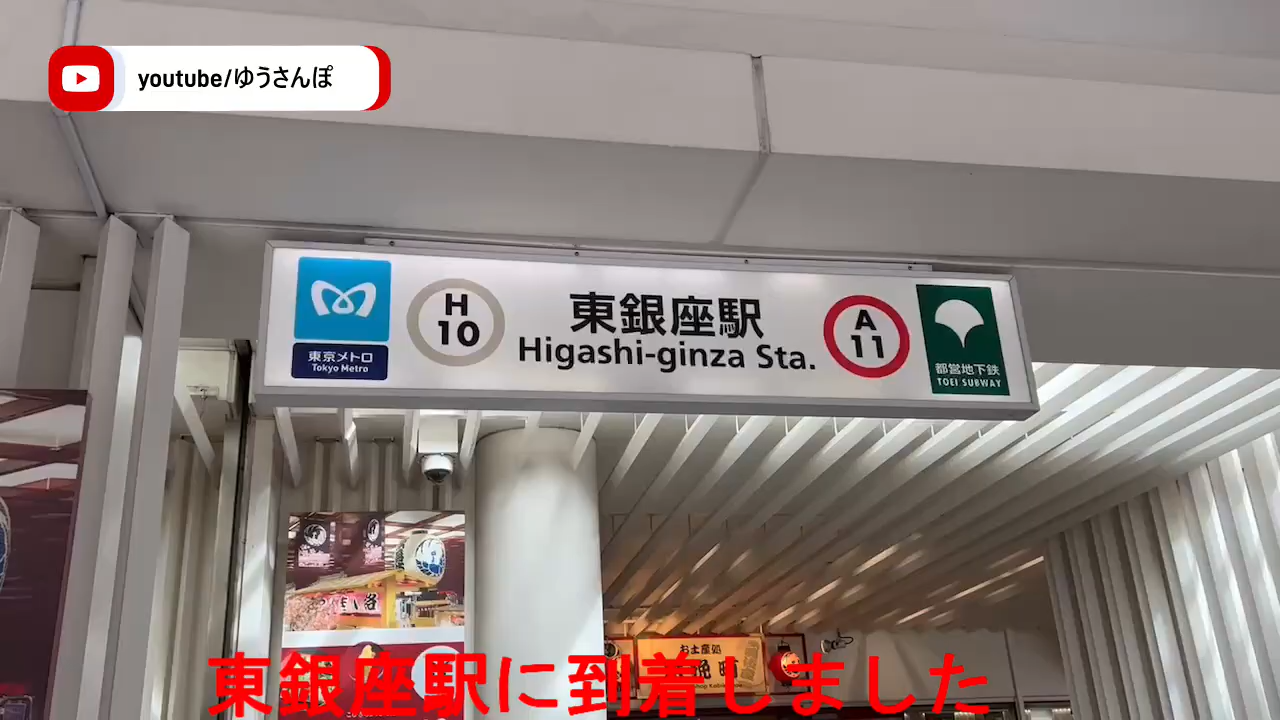 youtube/ゆうさんぽ
H
10
東銀座駅
Higashi-ginza Sta.
A
11
東京メトロ
Tokyo Metro
都営地下鉄
TOEI SUBWAY
お土産処
東銀座駅に到着しました